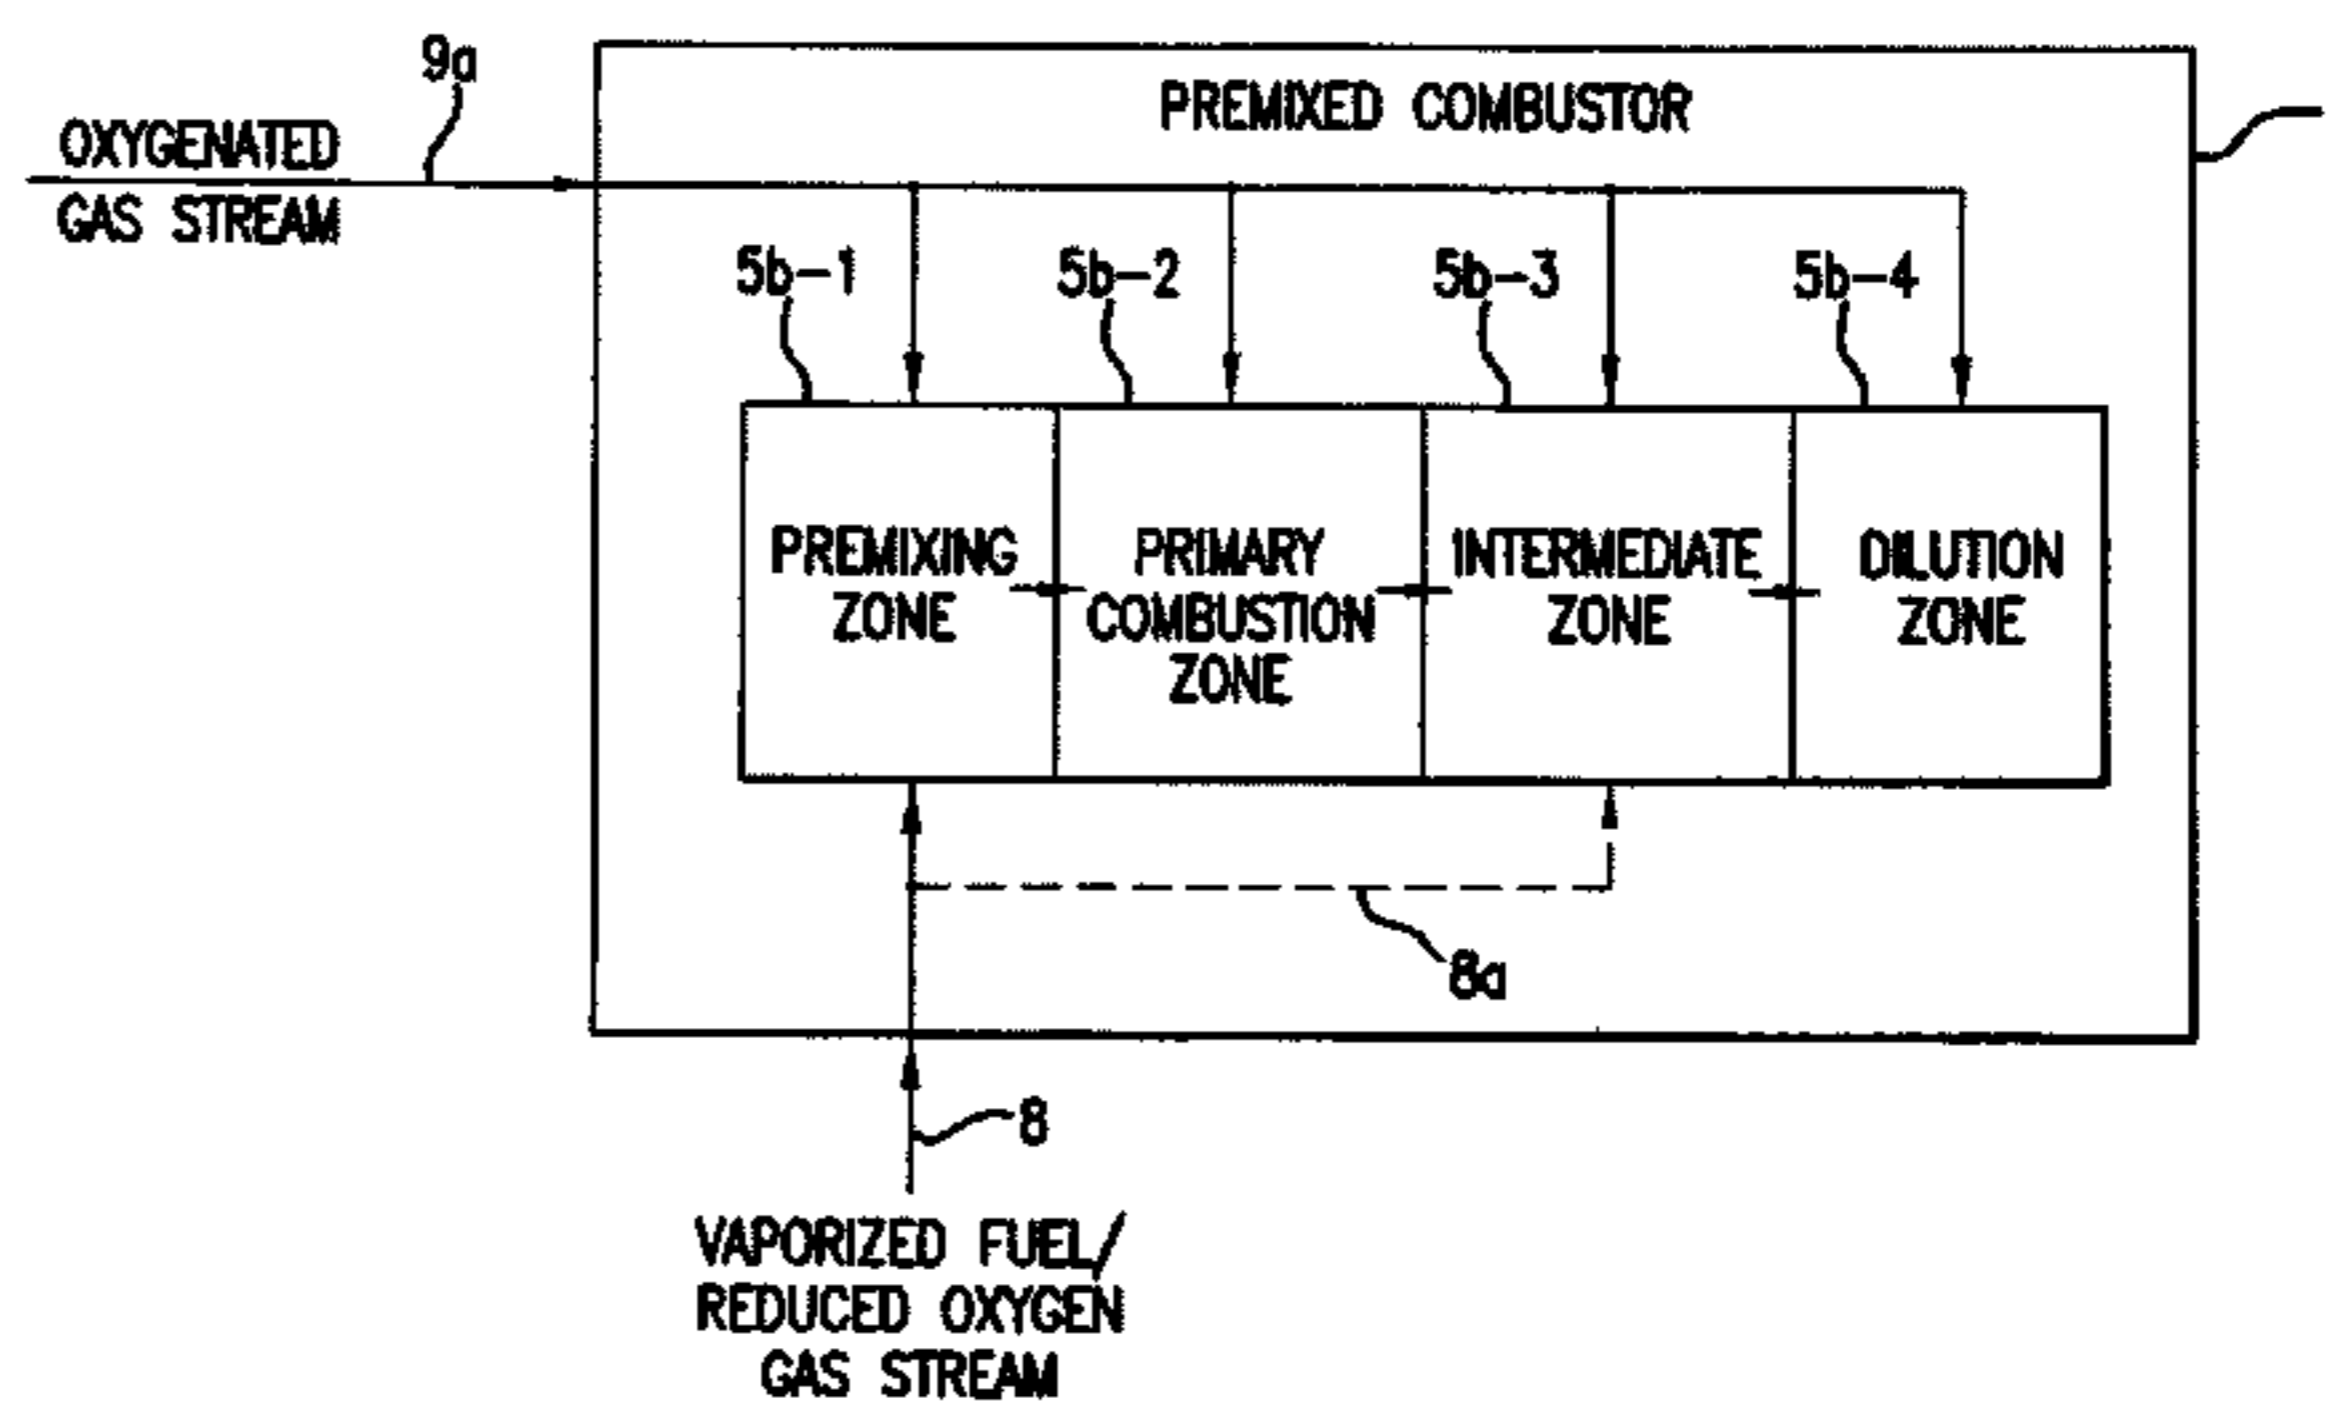 9a
PREMIXED COMBUSTOR
OXYGENATED
GAS STREAM
5b-1
5b-2
5b-3
5b-4
PREMIXING
ZONE
PRIMARY
COMBUSTION
ZONE
INTERMEDIATE
ZONE
DILUTION
ZONE
8a
8
VAPORIZED FUEL/
REDUCED OXYGEN
GAS STREAM